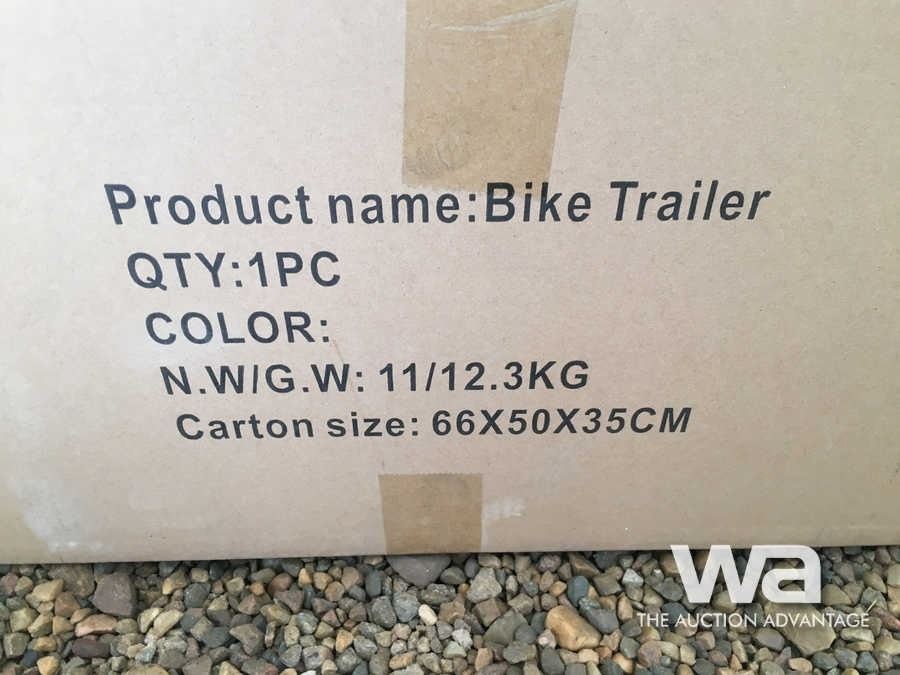 Product name:Bike Trailer
QTY:1PC
COLOR:
N.W/G.W: 11/12.3KG
Carton size: 66X50X35CM
wa
THE AUCTION ADVANTAGE